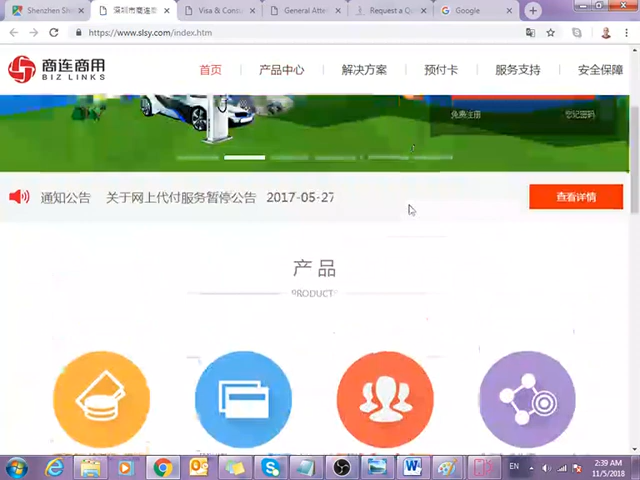 Shenzhen Sh
深圳市商连商
Visa & Cons
General Atte
Request a Qu
Google
https://www.slsy.com/index.htm
商连商用
BIZ LINKS
首页 产品中心 解决方案 预付卡 服务支持 安全保障
免费注册 忘记密码
通知公告 关于网上代付服务暂停公告 2017-05-27 查看详情
产品
PRODUCT
EN
2:39 AM
11/5/2018